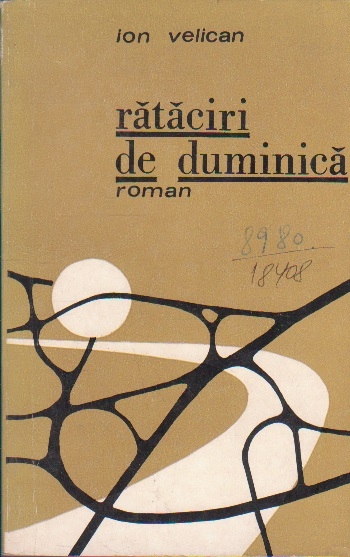 ion velican
rătăciri
de duminică
roman
8980
18408